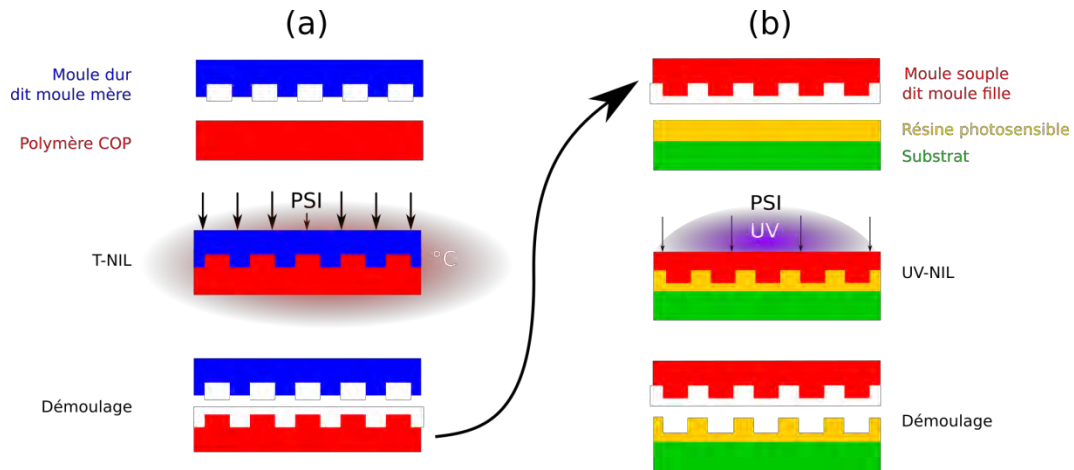 (a)
Moule dur
dit moule mère
Polymère COP
PSI
°C
T-NIL
Démoulage
(b)
Moule souple
dit moule fille
Résine photosensible
Substrat
PSI
UV
UV-NIL
Démoulage